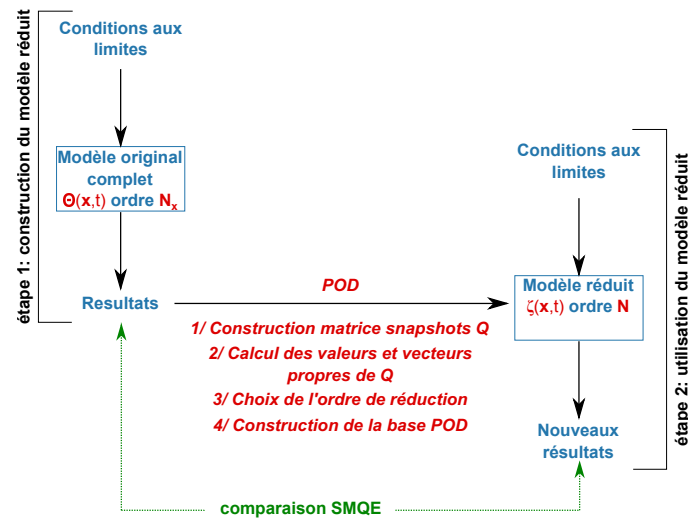 étape 1: construction du modèle réduit
Conditions aux
limites
Modèle original
complet
Θ(x,t) ordre Nx
Resultats
POD
1/ Construction matrice snapshots Q
2/ Calcul des valeurs et vecteurs
propres de Q
3/ Choix de l'ordre de réduction
4/ Construction de la base POD
Conditions aux
limites
Modèle réduit
ζ(x,t) ordre N
Nouveaux
résultats
étape 2: utilisation du modèle réduit
comparaison SMQE